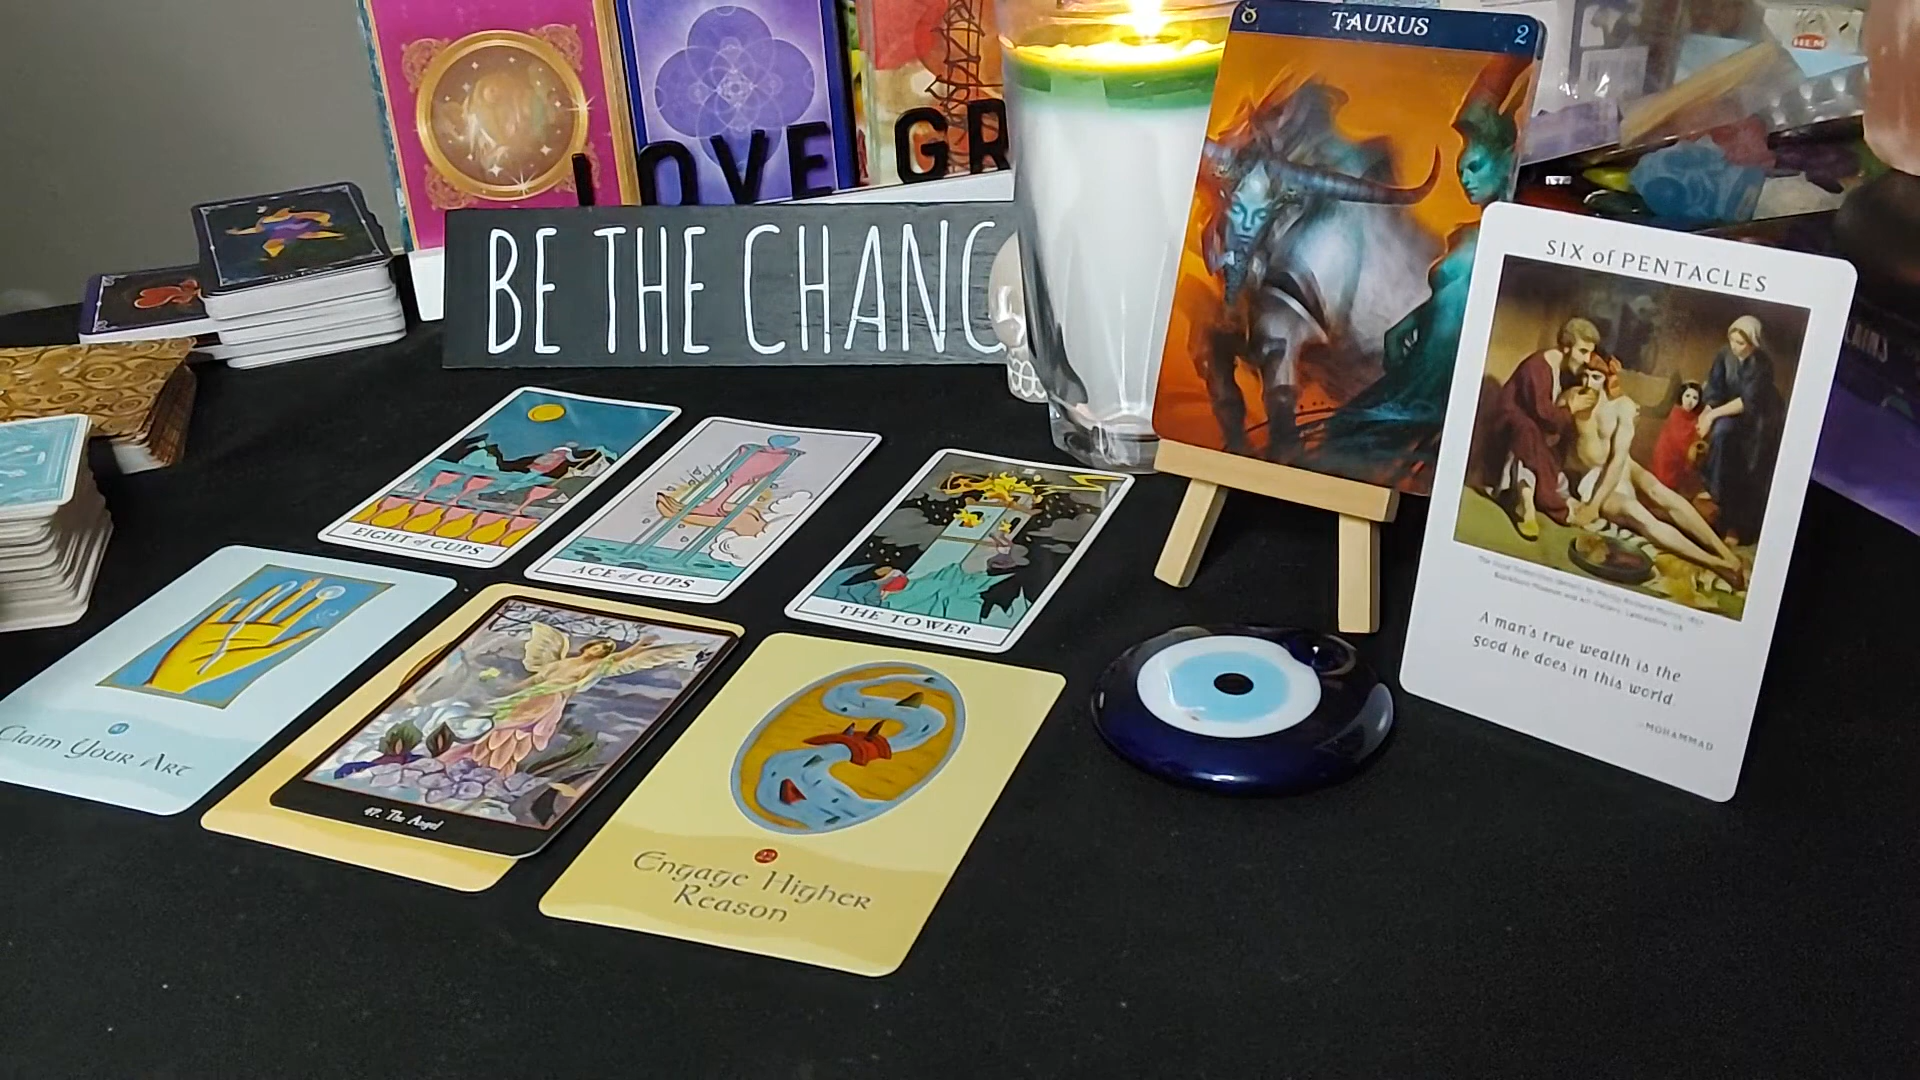 TAURUS
2
HEM
LOVE
GR
BE THE CHANC
SIX of PENTACLES
A man's true wealth is the
good he does in this world
-MOHAMMAD
EIGHT of CUPS
ACE of CUPS
THE TOWER
Claim Your Art
47. The Angel
Engage Higher
Reason